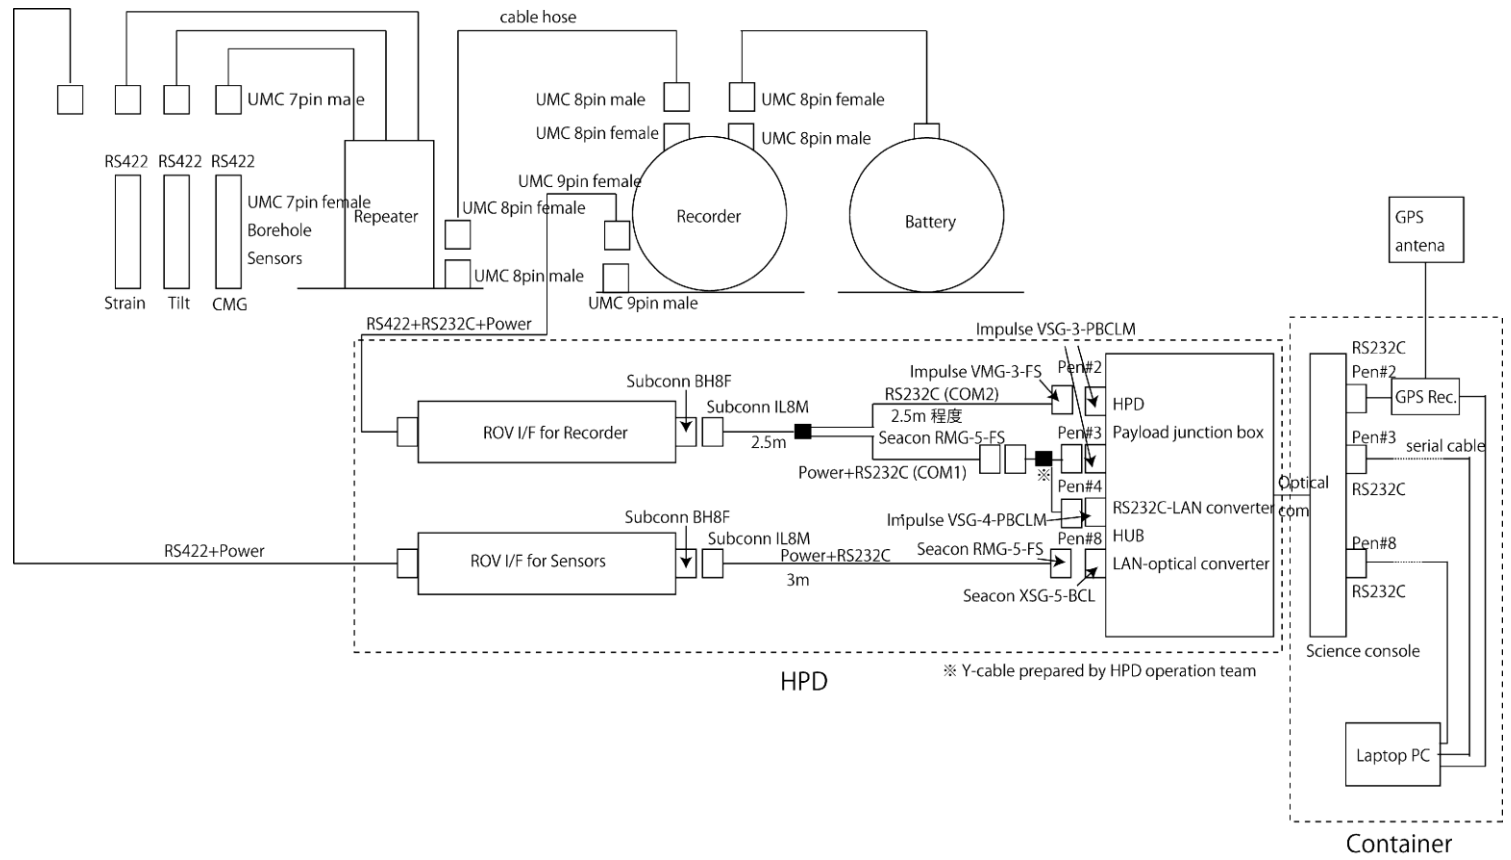 cable hose
UMC 7pin male
UMC 8pin male
UMC 8pin female
UMC 8pin female
UMC 8pin male
RS422
RS422
RS422
UMC 7pin female
Borehole
Sensors
Strain
Tilt
CMG
Repeater
UMC 9pin female
UMC 8pin female
UMC 8pin male
Recorder
UMC 9pin male
Battery
GPS
antena
RS422+RS232C+Power
Impulse VSG-3-PBCLM
Subconn BH8F
Subconn IL8M
ROV I/F for Recorder
2.5m
Impulse VMG-3-FS
RS232C (COM2)
2.5m 程度
Seacon RMG-5-FS
Power+RS232C (COM1)
※
Pen#2
HPD
Pen#3
Payload junction box
Pen#4
Impulse VSG-4-PBCLM
RS232C-LAN converter
HUB
Pen#8
LAN-optical converter
Optical
com
RS422+Power
Subconn BH8F
Subconn IL8M
ROV I/F for Sensors
Power+RS232C
3m
Seacon RMG-5-FS
Seacon XSG-5-BCL
HPD
※ Y-cable prepared by HPD operation team
RS232C
Pen#2
GPS Rec.
Pen#3
serial cable
RS232C
Pen#8
RS232C
Science console
Laptop PC
Container